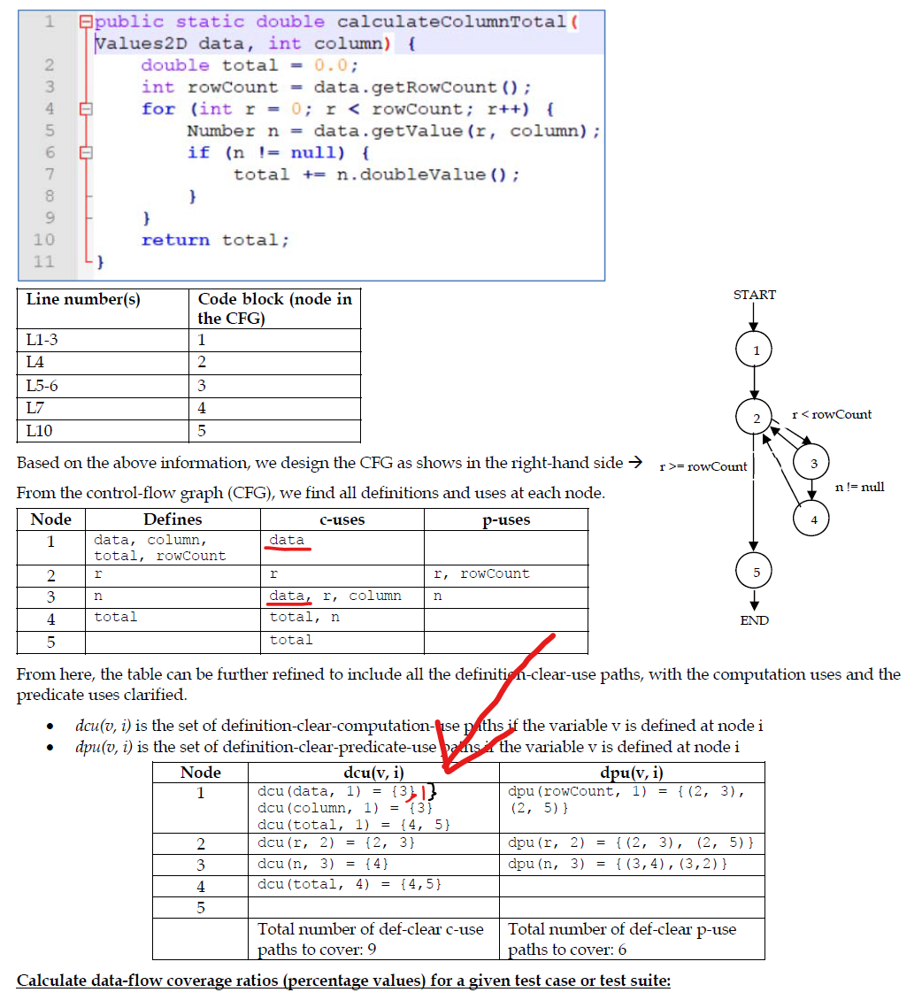 1 public static double calculateColumnTotal(
Values2D data, int column) {
2 double total = 0.0;
3 int rowCount = data.getRowCount();
4 for (int r = 0; r < rowCount; r++) {
5 Number n = data.getValue(r, column);
6 if (n != null) {
7 total += n.doubleValue();
8 }
9 }
10 return total;
11 }
Line number(s) Code block (node in
the CFG)
L1-3 1
L4 2
L5-6 3
L7 4
L10 5
START
1
2
r < rowCount
3
r >= rowCount
n != null
4
5
END
Based on the above information, we design the CFG as shows in the right-hand side →
From the control-flow graph (CFG), we find all definitions and uses at each node.
Node Defines c-uses p-uses
1 data, column, data
total, rowCount
2 r r r, rowCount
3 n data, r, column n
4 total total, n
5 total
From here, the table can be further refined to include all the definition-clear-use paths, with the computation uses and the
predicate uses clarified.
• dcu(v, i) is the set of definition-clear-computation-use paths if the variable v is defined at node i
• dpu(v, i) is the set of definition-clear-predicate-use paths if the variable v is defined at node i
Node dcu(v, i) dpu(v, i)
1 dcu(data, 1) = {3},1} dpu(rowCount, 1) = {(2, 3),
dcu(column, 1) = {3} (2, 5)}
dcu(total, 1) = {4, 5}
2 dcu(r, 2) = {2, 3} dpu(r, 2) = {(2, 3), (2, 5)}
3 dcu(n, 3) = {4} dpu(n, 3) = {(3,4),(3,2)}
4 dcu(total, 4) = {4,5}
5
Total number of def-clear c-use Total number of def-clear p-use
paths to cover: 9 paths to cover: 6
Calculate data-flow coverage ratios (percentage values) for a given test case or test suite: